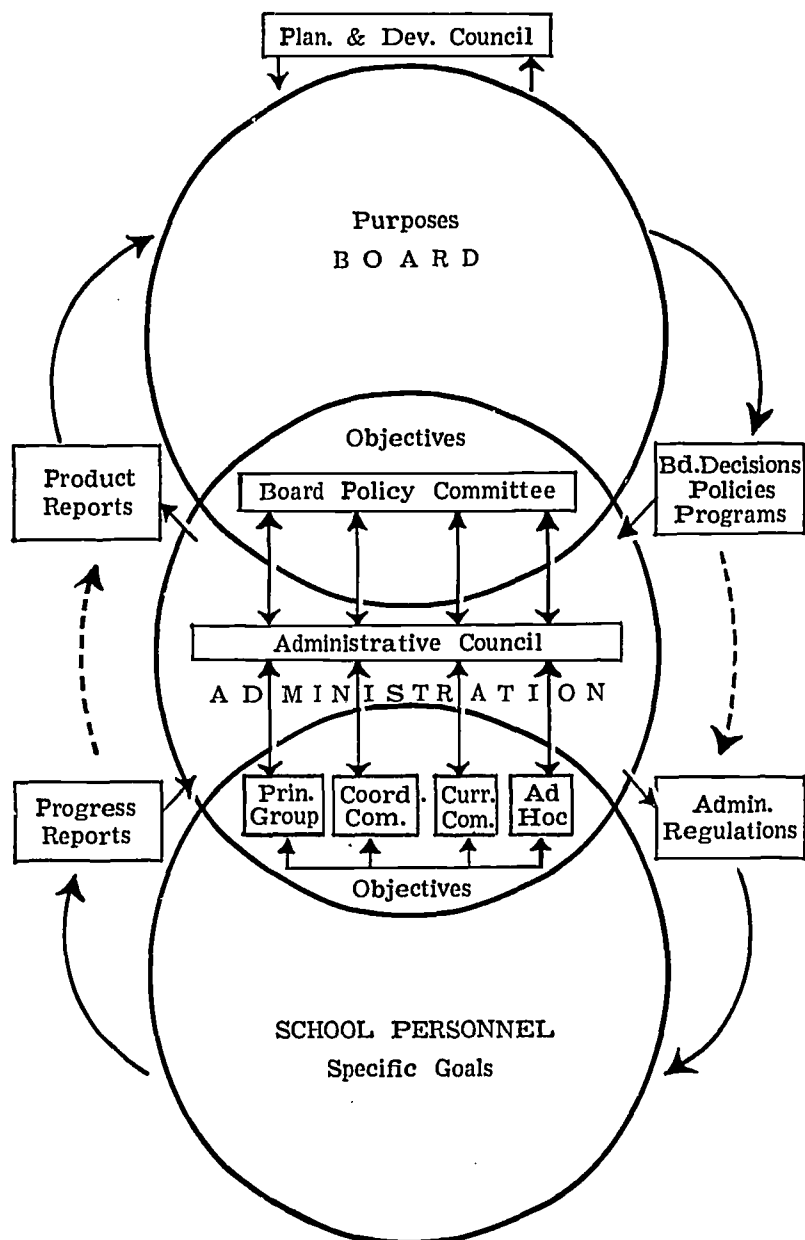 Plan. & Dev. Council
Purposes
BOARD
Objectives
Product
Reports
Board Policy Committee
Bd.Decisions
Policies
Programs
Administrative Council
ADMINISTRATION
Progress
Reports
Prin.
Group
Coord.
Com.
Curr.
Com.
Ad
Hoc
Admin.
Regulations
Objectives
SCHOOL PERSONNEL
Specific Goals